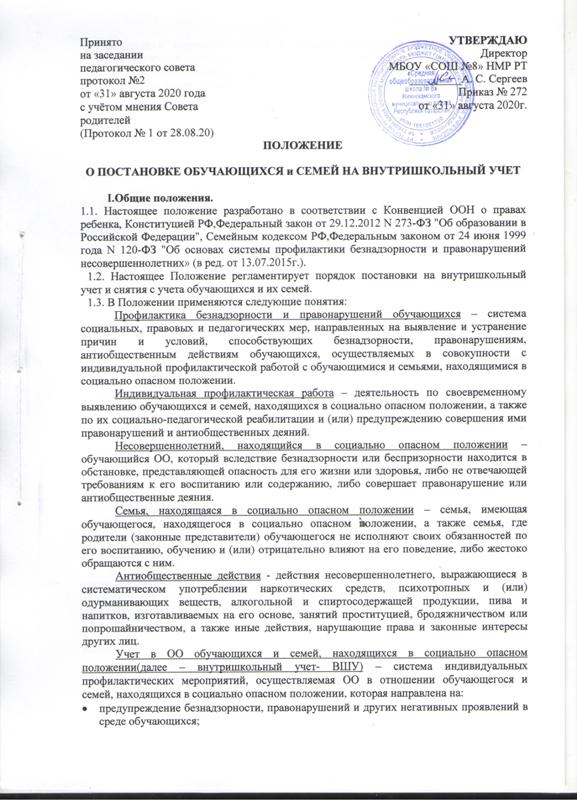 Принято
на заседании
педагогического совета
протокол №2
от «31» августа 2020 года
с учётом мнения Совета
родителей
(Протокол № 1 от 28.08.20)
УТВЕРЖДАЮ
Директор
МБОУ «СОШ №8» НМР РТ
А. С. Сергеев
Приказ № 272
от «31» августа 2020г.
ПОЛОЖЕНИЕ
О ПОСТАНОВКЕ ОБУЧАЮЩИХСЯ и СЕМЕЙ НА ВНУТРИШКОЛЬНЫЙ УЧЕТ
I.Общие положения.
1.1. Настоящее положение разработано в соответствии с Конвенцией ООН о правах
ребенка, Конституцией РФ,Федеральный закон от 29.12.2012 N 273-ФЗ "Об образовании в
Российской Федерации", Семейным кодексом РФ,Федеральным законом от 24 июня 1999
года N 120-ФЗ "Об основах системы профилактики безнадзорности и правонарушений
несовершеннолетних» (в ред. от 13.07.2015г.).
1.2. Настоящее Положение регламентирует порядок постановки на внутришкольный
учет и снятия с учета обучающихся и их семей.
1.3. В Положении применяются следующие понятия:
Профилактика безнадзорности и правонарушений обучающихся – система
социальных, правовых и педагогических мер, направленных на выявление и устранение
причин и условий, способствующих безнадзорности, правонарушениям,
антиобщественным действиям обучающихся, осуществляемых в совокупности с
индивидуальной профилактической работой с обучающимися и семьями, находящимися в
социально опасном положении.
Индивидуальная профилактическая работа – деятельность по своевременному
выявлению обучающихся и семей, находящихся в социально опасном положении, а также
по их социально-педагогической реабилитации и (или) предупреждению совершения ими
правонарушений и антиобщественных деяний.
Несовершеннолетний, находящийся в социально опасном положении –
обучающийся ОО, который вследствие безнадзорности или беспризорности находится в
обстановке, представляющей опасность для его жизни или здоровья, либо не отвечающей
требованиям к его воспитанию или содержанию, либо совершает правонарушение или
антиобщественные деяния.
Семья, находящаяся в социально опасном положении – семья, имеющая
обучающегося, находящегося в социально опасном положении, а также семья, где
родители (законные представители) обучающегося не исполняют своих обязанностей по
его воспитанию, обучению и (или) отрицательно влияют на его поведение, либо жестоко
обращаются с ним.
Антиобщественные действия - действия несовершеннолетнего, выражающиеся в
систематическом употреблении наркотических средств, психотропных и (или)
одурманивающих веществ, алкогольной и спиртосодержащей продукции, пива и
напитков, изготавливаемых на его основе, занятий проституцией, бродяжничеством или
попрошайничеством, а также иные действия, нарушающие права и законные интересы
других лиц.
Учет в ОО обучающихся и семей, находящихся в социально опасном
положении(далее – внутришкольный учет- ВШУ) – система индивидуальных
профилактических мероприятий, осуществляемая ОО в отношении обучающегося и
семей, находящихся в социально опасном положении, которая направлена на:
• предупреждение безнадзорности, правонарушений и других негативных проявлений в
среде обучающихся;